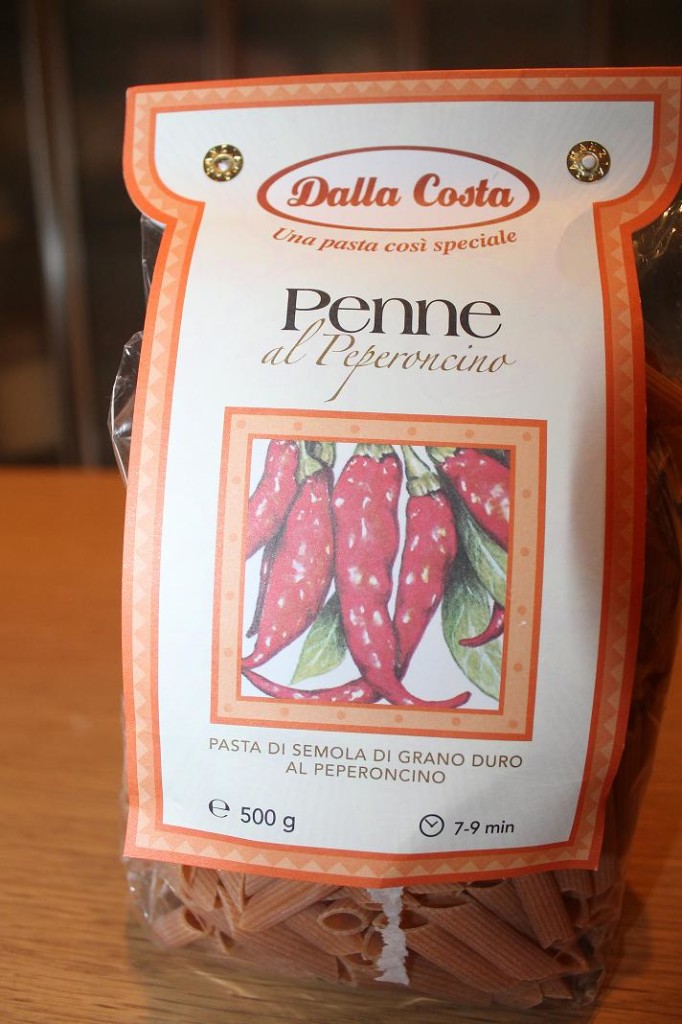 Dalla Costa
Una pasta così speciale
Penne
al Peperoncino
PASTA DI SEMOLA DI GRANO DURO
AL PEPERONCINO
℮ 500 g
7-9 min